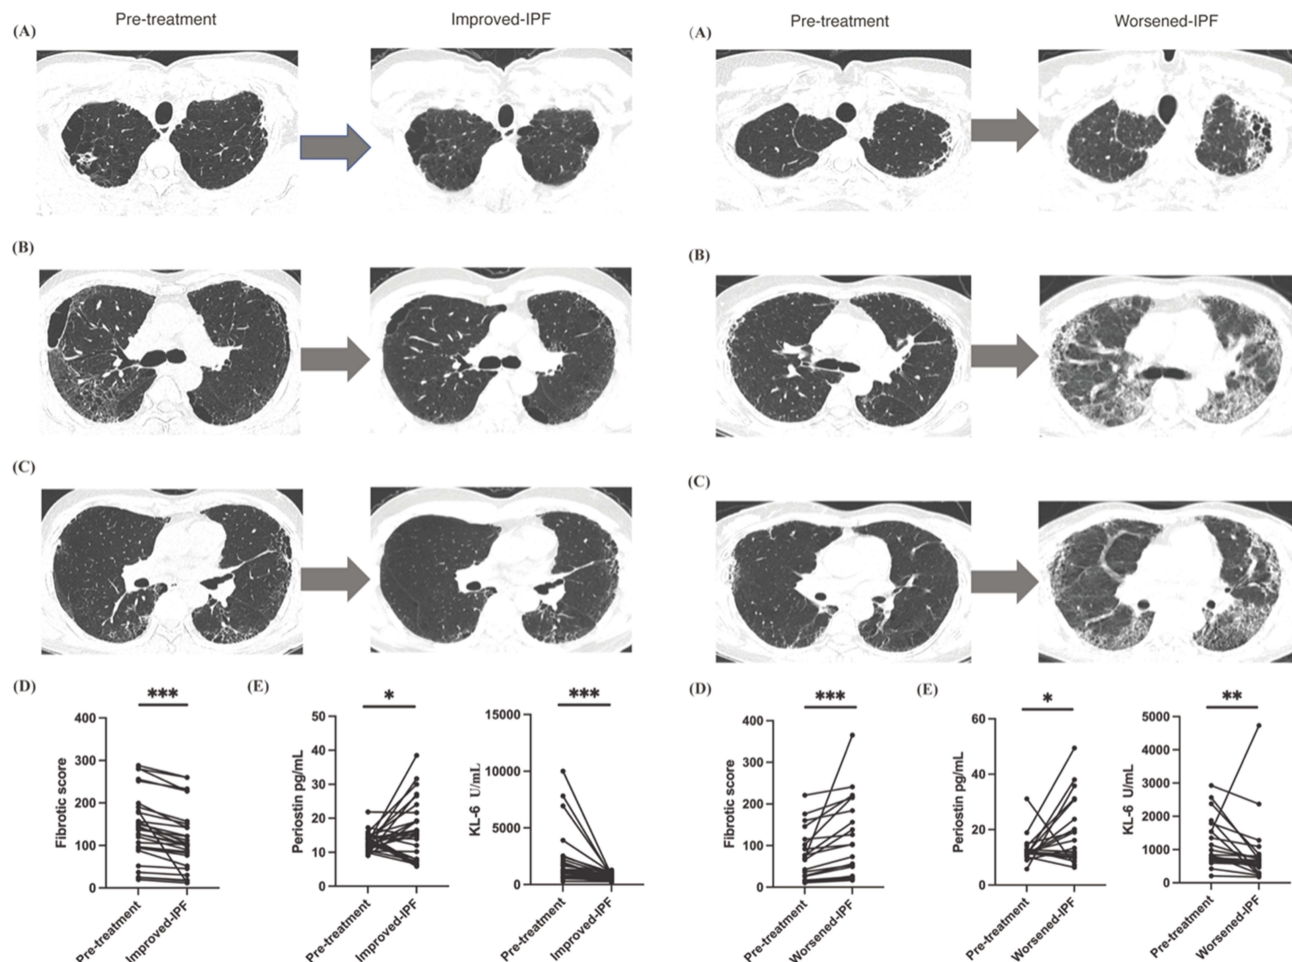 Pre-treatment
Improved-IPF
Pre-treatment
Worsened-IPF
(A)
(A)
(B)
(B)
(C)
(C)
(D)
***
Fibrotic score
400
300
200
100
0
Pre-treatment
Improved-IPF
(E)
*
Periostin pg/mL
50
40
30
20
10
0
Pre-treatment
Improved-IPF
***
KL-6 U/mL
15000
10000
5000
0
Pre-treatment
Improved-IPF
(D)
***
Fibrotic score
400
300
200
100
0
Pre-treatment
Worsened-IPF
(E)
*
Periostin pg/mL
60
40
20
0
Pre-treatment
Worsened-IPF
**
KL-6 U/mL
5000
4000
3000
2000
1000
0
Pre-treatment
Worsened-IPF